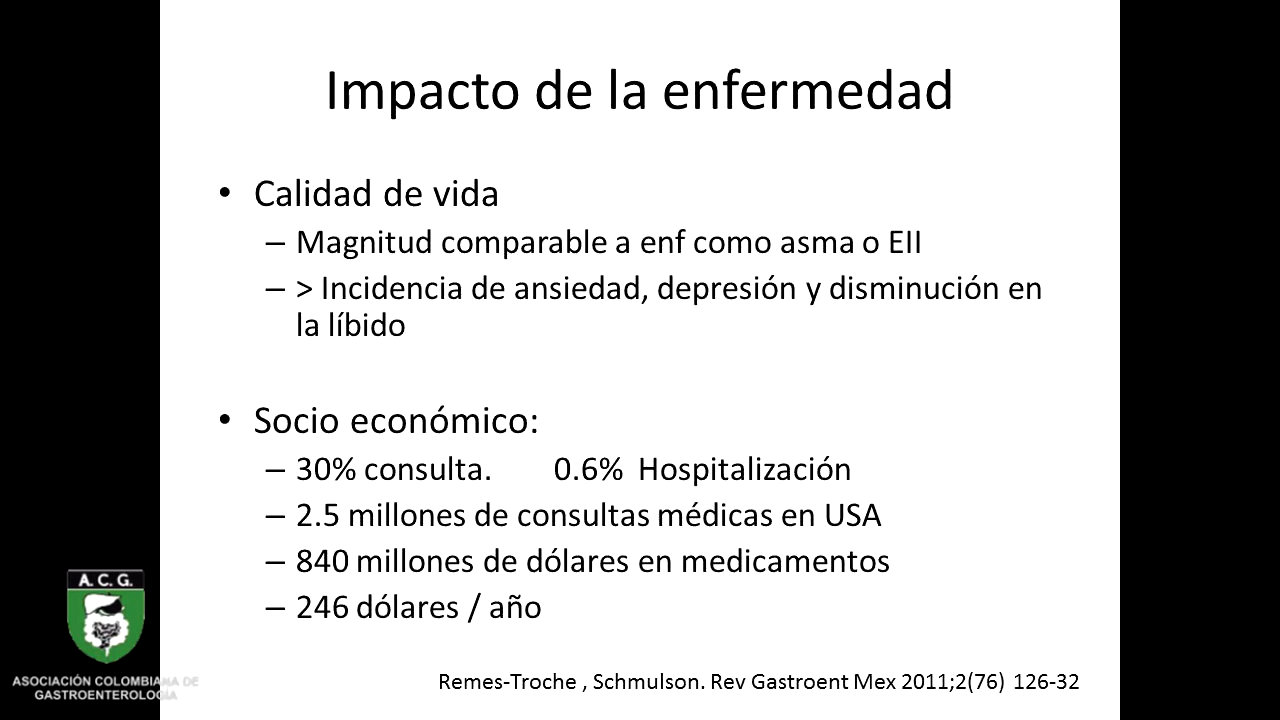 Impacto de la enfermedad
• Calidad de vida
– Magnitud comparable a enf como asma o EII
– > Incidencia de ansiedad, depresión y disminución en
la líbido
• Socio económico:
– 30% consulta. 0.6% Hospitalización
– 2.5 millones de consultas médicas en USA
– 840 millones de dólares en medicamentos
– 246 dólares / año
A. C. G.
ASOCIACIÓN COLOMBIANA DE
GASTROENTEROLOGÍA
Remes-Troche , Schmulson. Rev Gastroent Mex 2011;2(76) 126-32